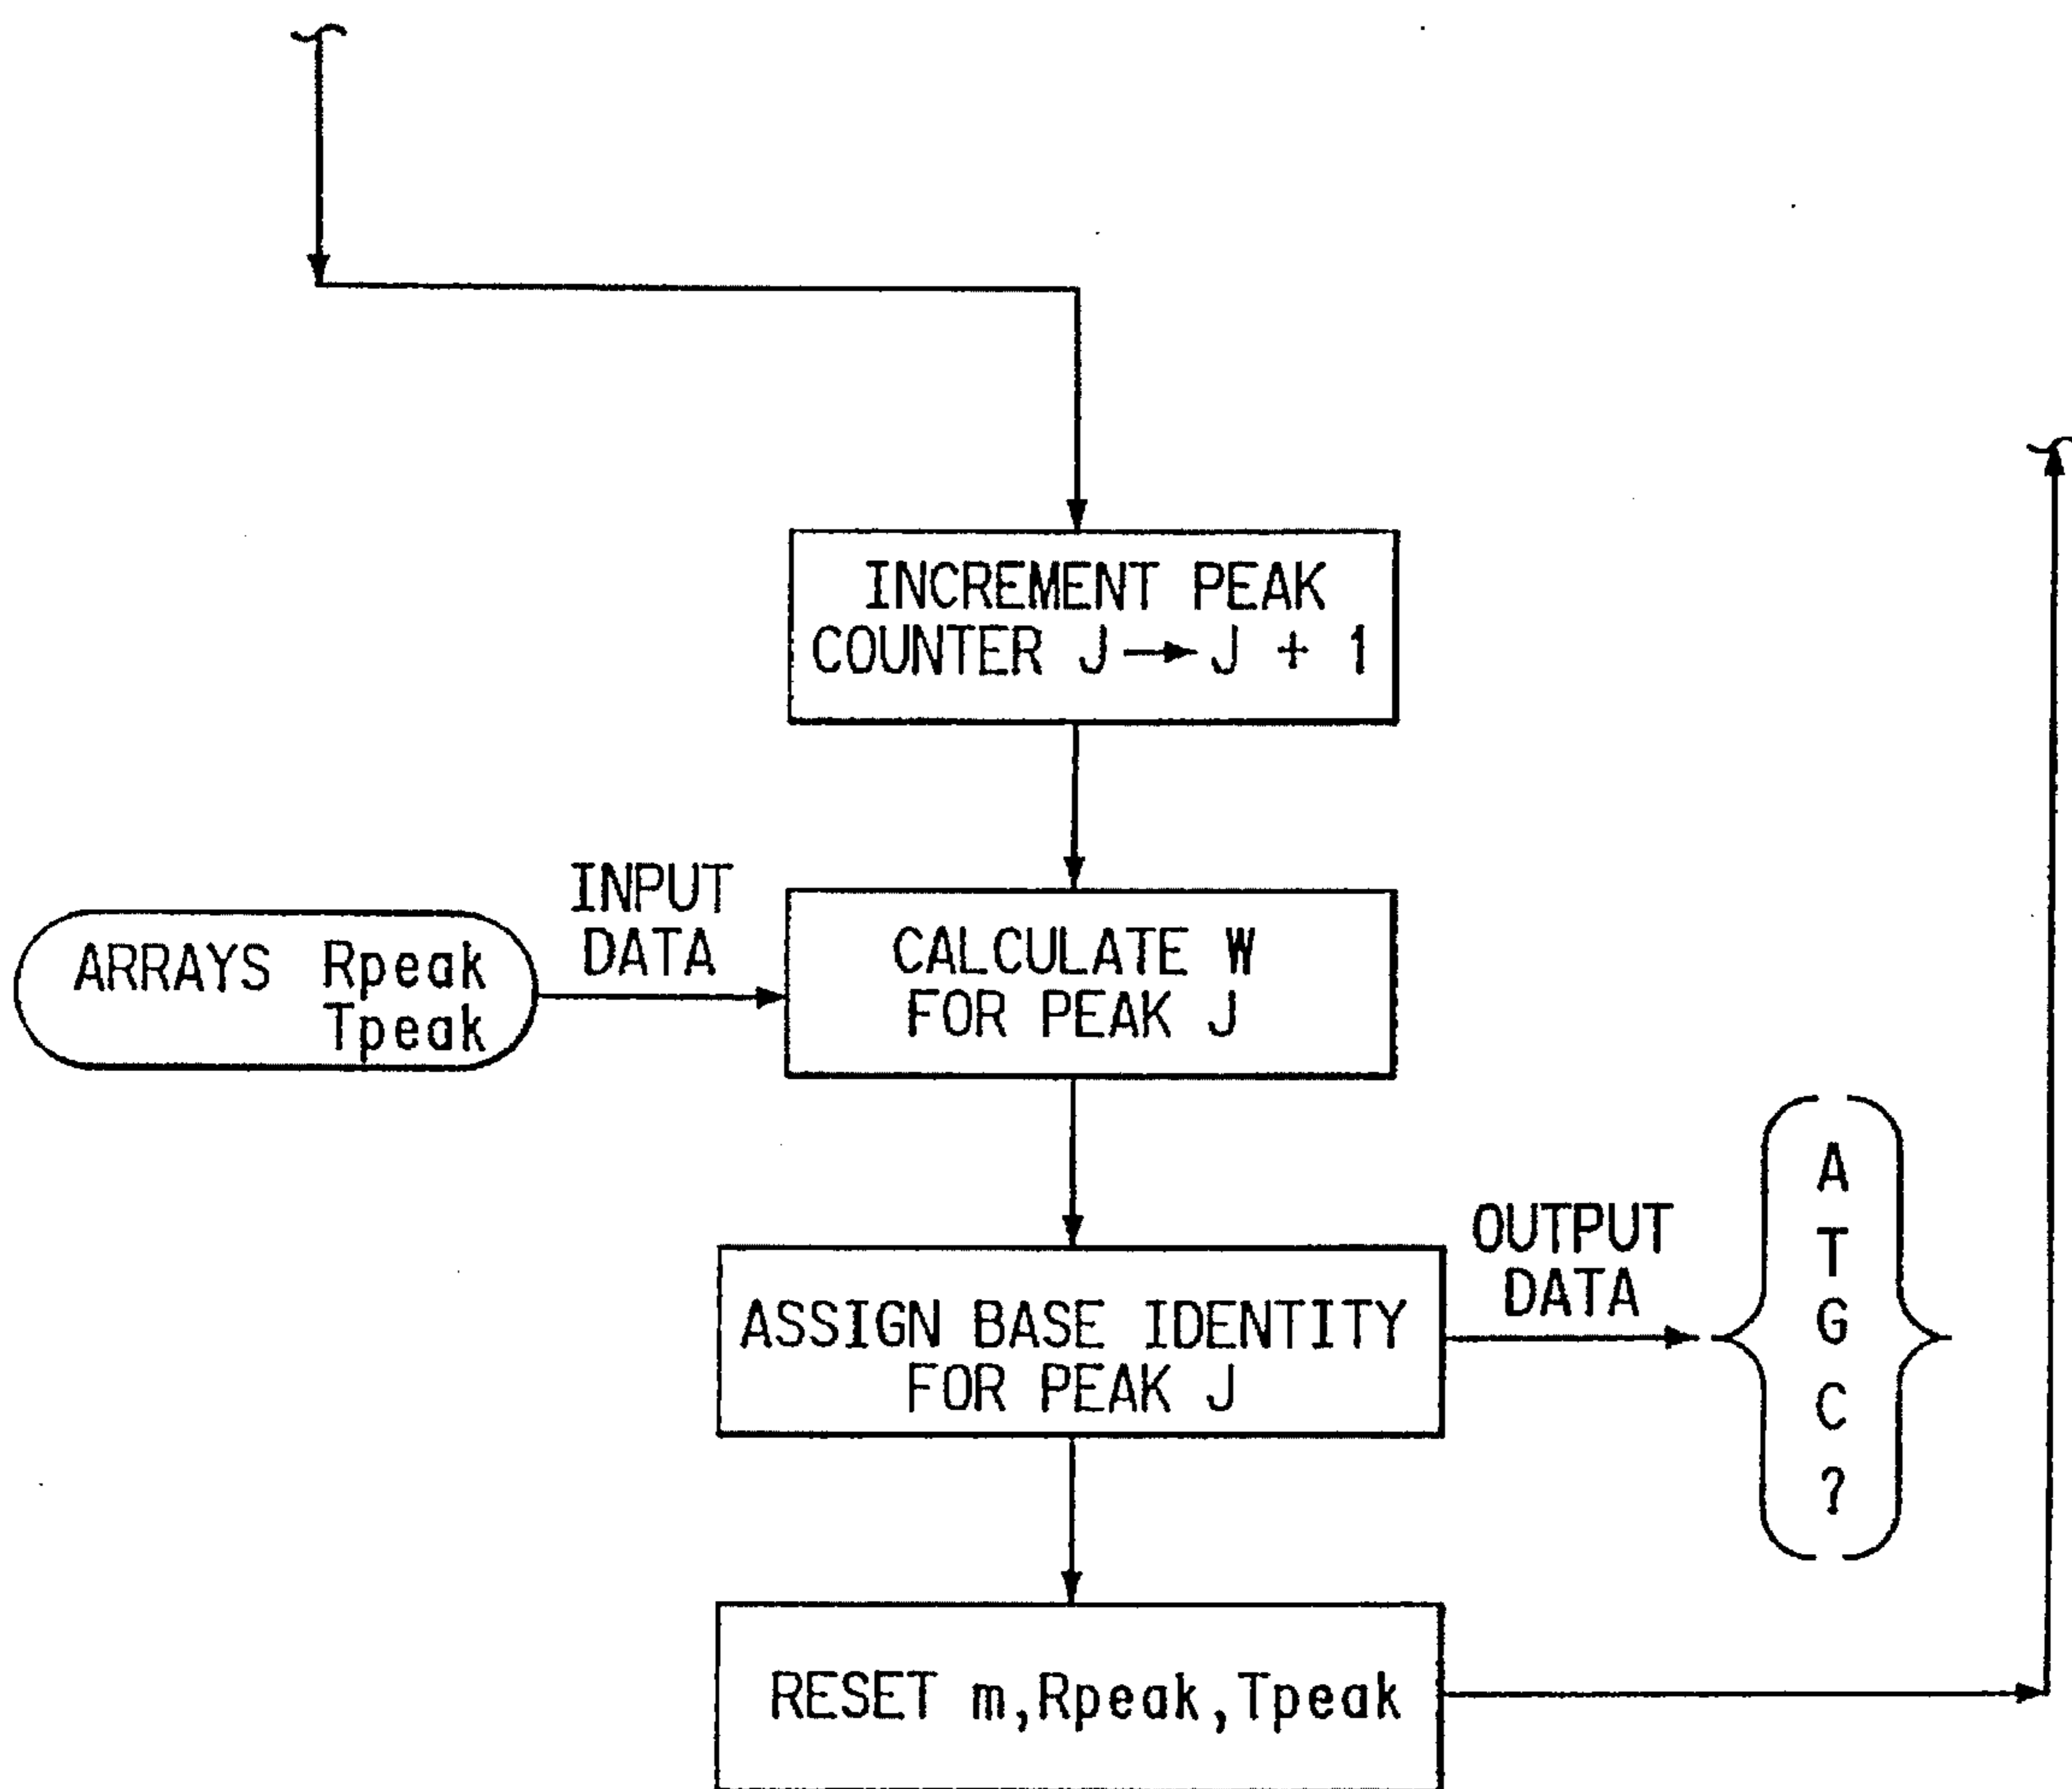 INCREMENT PEAK
COUNTER J → J + 1
INPUT
DATA
ARRAYS Rpeak
Tpeak
CALCULATE W
FOR PEAK J
OUTPUT
DATA
ASSIGN BASE IDENTITY
FOR PEAK J
A
T
G
C
?
RESET m,Rpeak,Tpeak